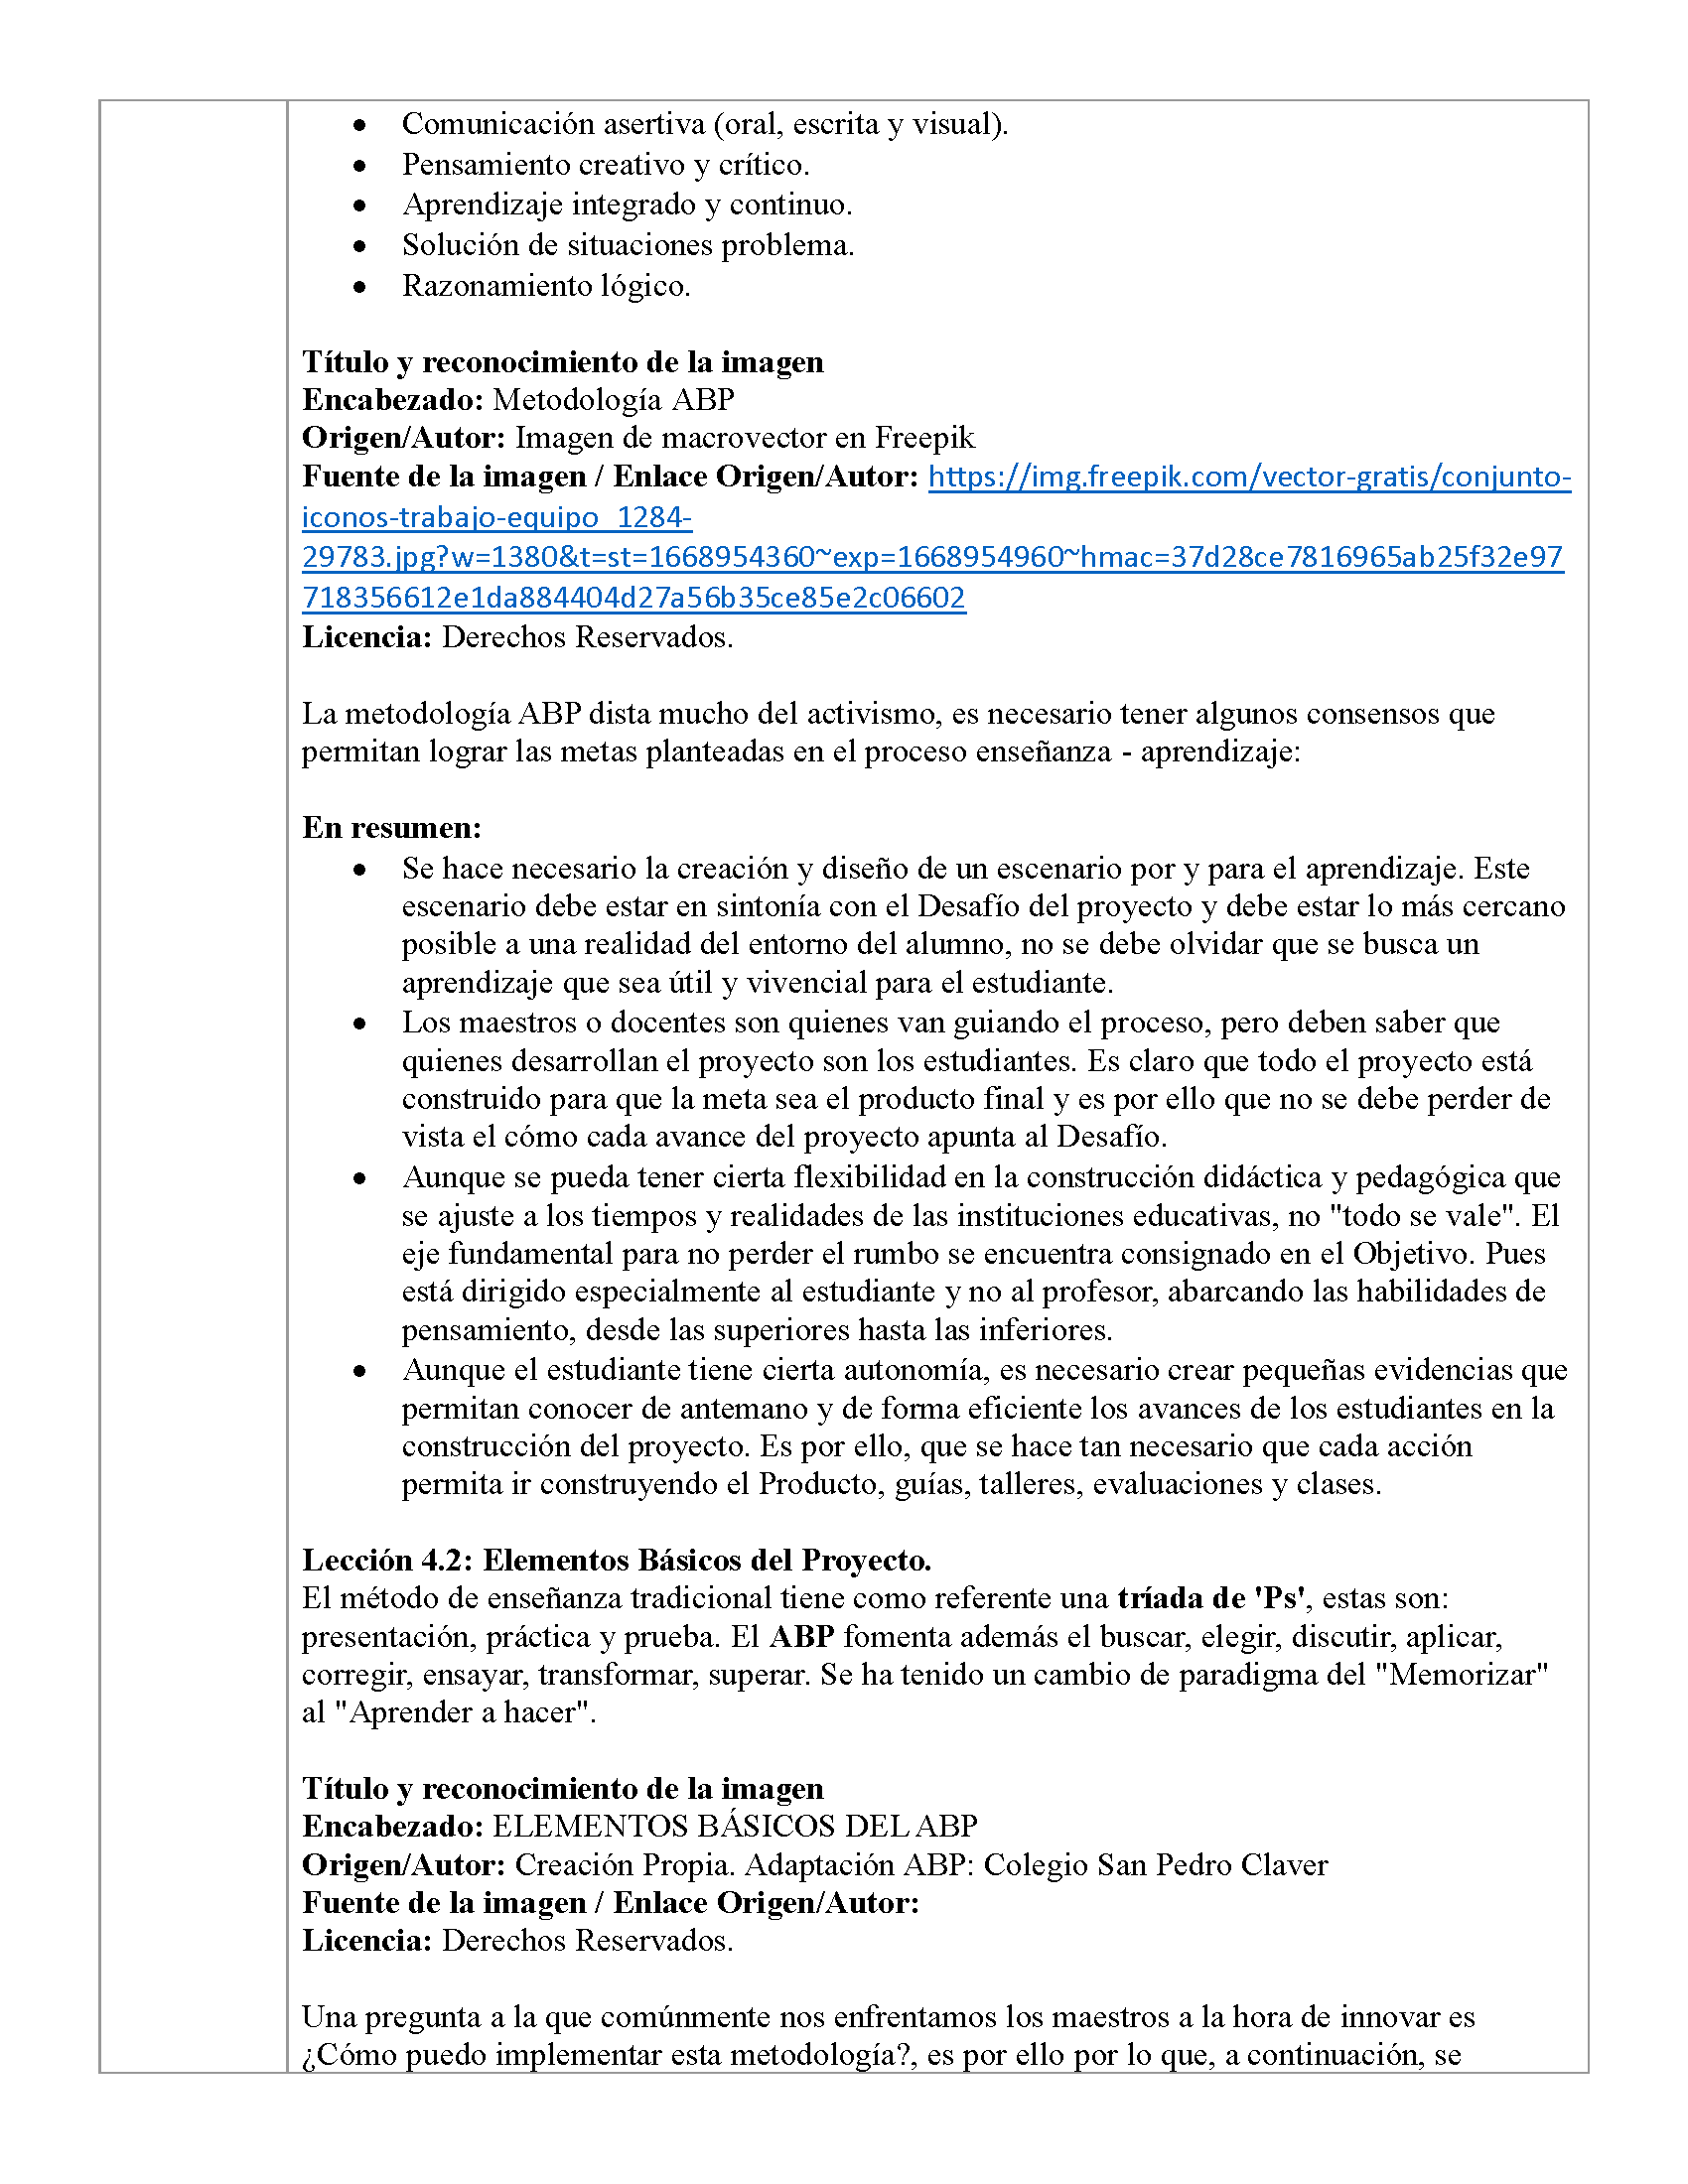 • Comunicación asertiva (oral, escrita y visual).
• Pensamiento creativo y crítico.
• Aprendizaje integrado y continuo.
• Solución de situaciones problema.
• Razonamiento lógico.
Título y reconocimiento de la imagen
Encabezado: Metodología ABP
Origen/Autor: Imagen de macrovector en Freepik
Fuente de la imagen / Enlace Origen/Autor: https://img.freepik.com/vector-gratis/conjunto-
iconos-trabajo-equipo_1284-
29783.jpg?w=1380&t=st=1668954360~exp=1668954960~hmac=37d28ce7816965ab25f32e97
718356612e1da884404d27a56b35ce85e2c06602
Licencia: Derechos Reservados.
La metodología ABP dista mucho del activismo, es necesario tener algunos consensos que
permitan lograr las metas planteadas en el proceso enseñanza - aprendizaje:
En resumen:
• Se hace necesario la creación y diseño de un escenario por y para el aprendizaje. Este
escenario debe estar en sintonía con el Desafío del proyecto y debe estar lo más cercano
posible a una realidad del entorno del alumno, no se debe olvidar que se busca un
aprendizaje que sea útil y vivencial para el estudiante.
• Los maestros o docentes son quienes van guiando el proceso, pero deben saber que
quienes desarrollan el proyecto son los estudiantes. Es claro que todo el proyecto está
construido para que la meta sea el producto final y es por ello que no se debe perder de
vista el cómo cada avance del proyecto apunta al Desafío.
• Aunque se pueda tener cierta flexibilidad en la construcción didáctica y pedagógica que
se ajuste a los tiempos y realidades de las instituciones educativas, no "todo se vale". El
eje fundamental para no perder el rumbo se encuentra consignado en el Objetivo. Pues
está dirigido especialmente al estudiante y no al profesor, abarcando las habilidades de
pensamiento, desde las superiores hasta las inferiores.
• Aunque el estudiante tiene cierta autonomía, es necesario crear pequeñas evidencias que
permitan conocer de antemano y de forma eficiente los avances de los estudiantes en la
construcción del proyecto. Es por ello, que se hace tan necesario que cada acción
permita ir construyendo el Producto, guías, talleres, evaluaciones y clases.
Lección 4.2: Elementos Básicos del Proyecto.
El método de enseñanza tradicional tiene como referente una tríada de 'Ps', estas son:
presentación, práctica y prueba. El ABP fomenta además el buscar, elegir, discutir, aplicar,
corregir, ensayar, transformar, superar. Se ha tenido un cambio de paradigma del "Memorizar"
al "Aprender a hacer".
Título y reconocimiento de la imagen
Encabezado: ELEMENTOS BÁSICOS DEL ABP
Origen/Autor: Creación Propia. Adaptación ABP: Colegio San Pedro Claver
Fuente de la imagen / Enlace Origen/Autor:
Licencia: Derechos Reservados.
Una pregunta a la que comúnmente nos enfrentamos los maestros a la hora de innovar es
¿Cómo puedo implementar esta metodología?, es por ello por lo que, a continuación, se